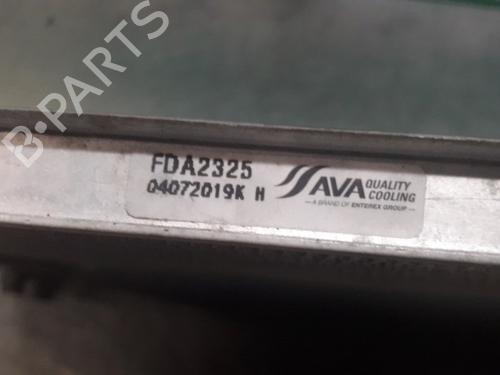 B-PARTS
FDA2325
04072019K H
AVA QUALITY COOLING
— A BRAND OF ENTEREX GROUP —